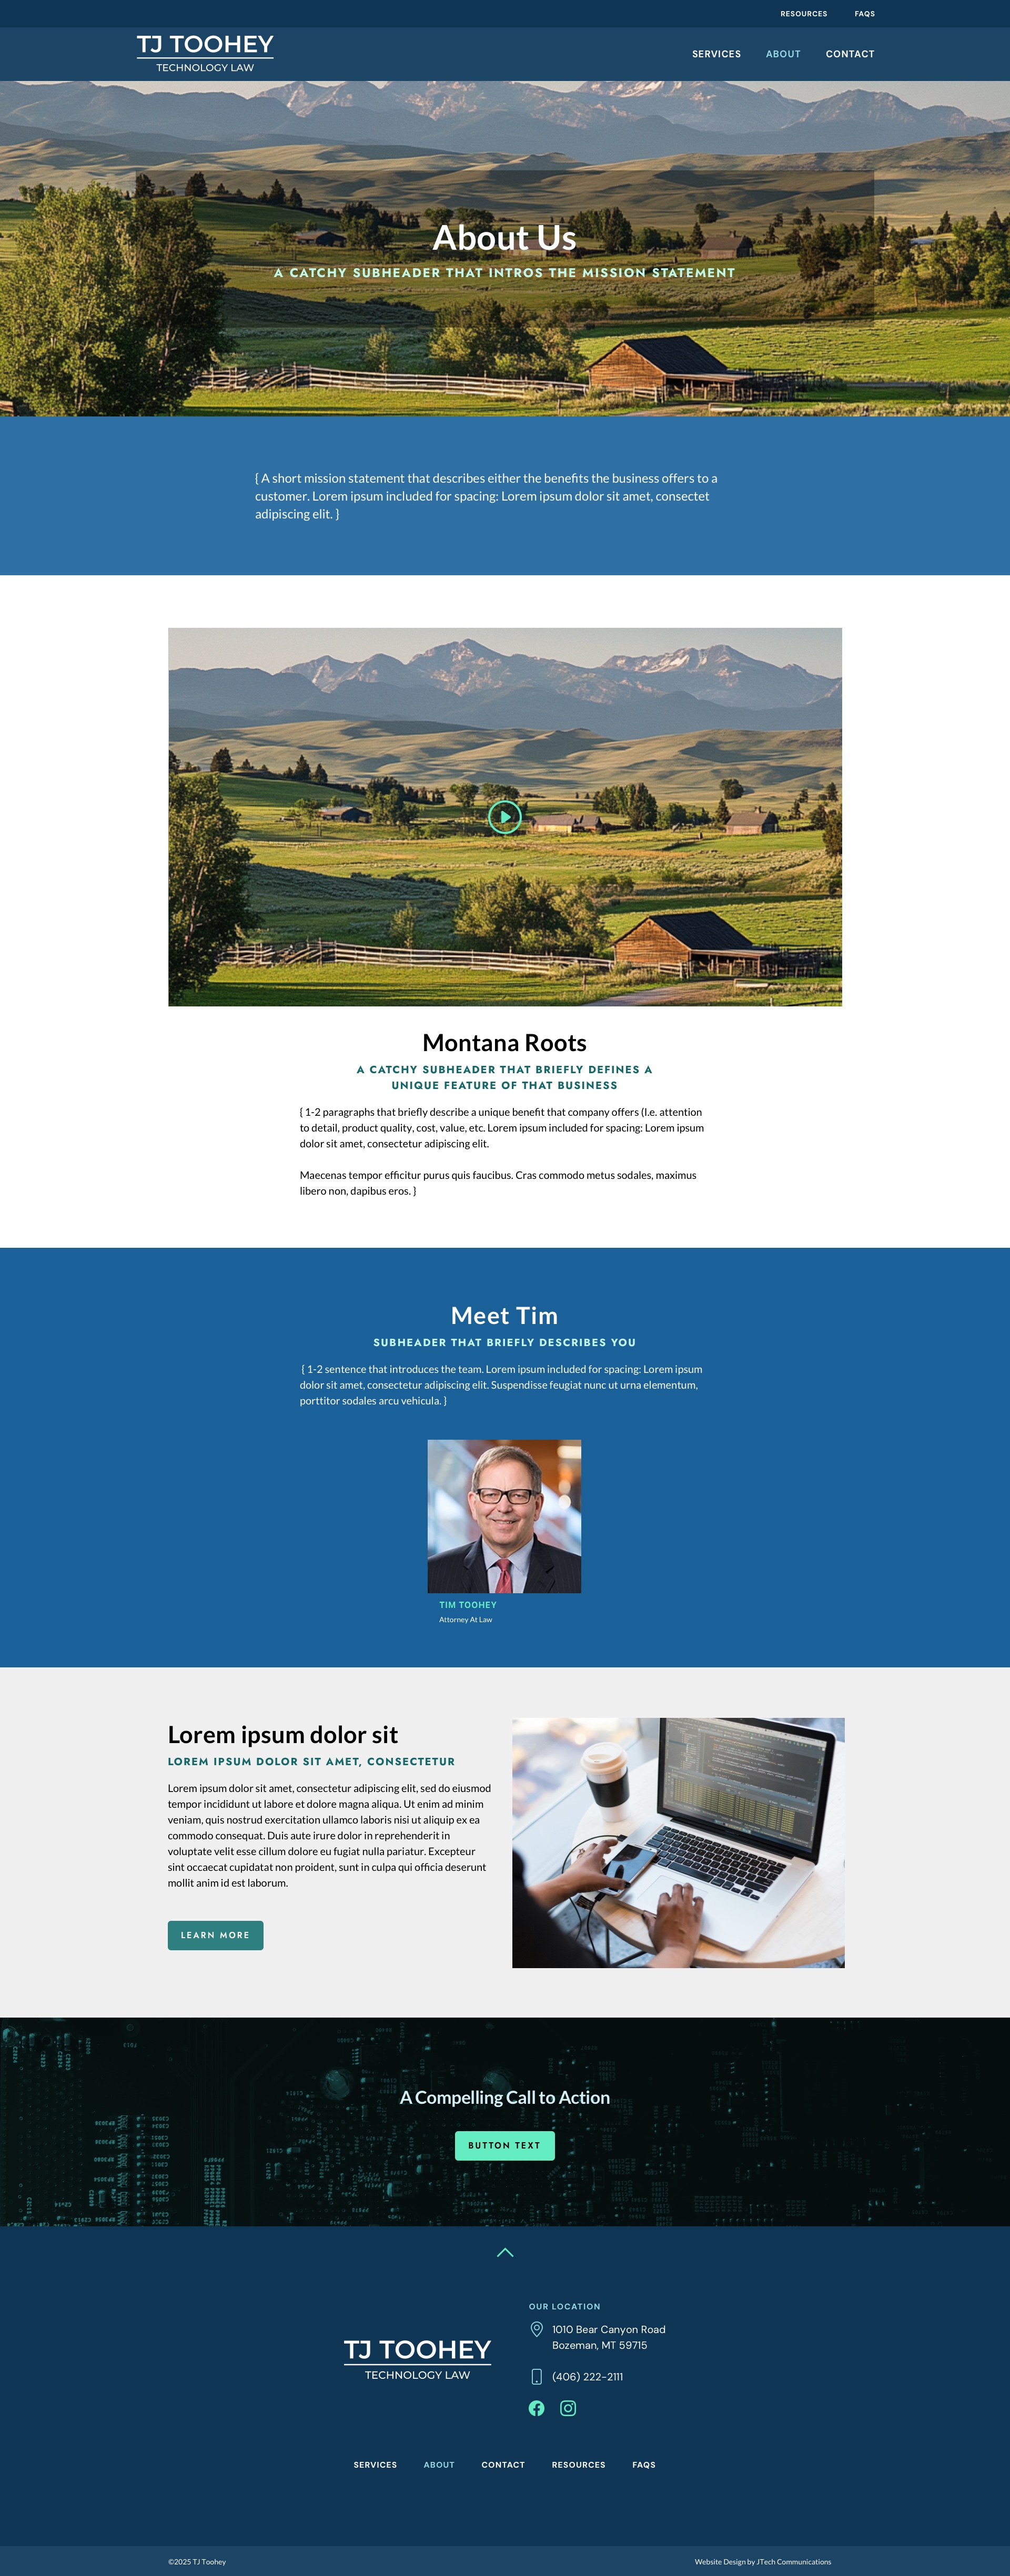 RESOURCES FAQS
TJ TOOHEY
TECHNOLOGY LAW
SERVICES ABOUT CONTACT
About Us
A CATCHY SUBHEADER THAT INTROS THE MISSION STATEMENT
{ A short mission statement that describes either the benefits the business offers to a
customer. Lorem ipsum included for spacing: Lorem ipsum dolor sit amet, consectet
adipiscing elit. }
Montana Roots
A CATCHY SUBHEADER THAT BRIEFLY DEFINES A
UNIQUE FEATURE OF THAT BUSINESS
{ 1-2 paragraphs that briefly describe a unique benefit that company offers (I.e. attention
to detail, product quality, cost, value, etc. Lorem ipsum included for spacing: Lorem ipsum
dolor sit amet, consectetur adipiscing elit.
Maecenas tempor efficitur purus quis faucibus. Cras commodo metus sodales, maximus
libero non, dapibus eros. }
Meet Tim
SUBHEADER THAT BRIEFLY DESCRIBES YOU
{ 1-2 sentence that introduces the team. Lorem ipsum included for spacing: Lorem ipsum
dolor sit amet, consectetur adipiscing elit. Suspendisse feugiat nunc ut urna elementum,
porttitor sodales arcu vehicula. }
TIM TOOHEY
Attorney At Law
Lorem ipsum dolor sit
LOREM IPSUM DOLOR SIT AMET, CONSECTETUR
Lorem ipsum dolor sit amet, consectetur adipiscing elit, sed do eiusmod
tempor incididunt ut labore et dolore magna aliqua. Ut enim ad minim
veniam, quis nostrud exercitation ullamco laboris nisi ut aliquip ex ea
commodo consequat. Duis aute irure dolor in reprehenderit in
voluptate velit esse cillum dolore eu fugiat nulla pariatur. Excepteur
sint occaecat cupidatat non proident, sunt in culpa qui officia deserunt
mollit anim id est laborum.
LEARN MORE
A Compelling Call to Action
BUTTON TEXT
OUR LOCATION
1010 Bear Canyon Road
Bozeman, MT 59715
TJ TOOHEY
TECHNOLOGY LAW
(406) 222-2111
SERVICES ABOUT CONTACT RESOURCES FAQS
©2025 TJ Toohey
Website Design by JTech Communications